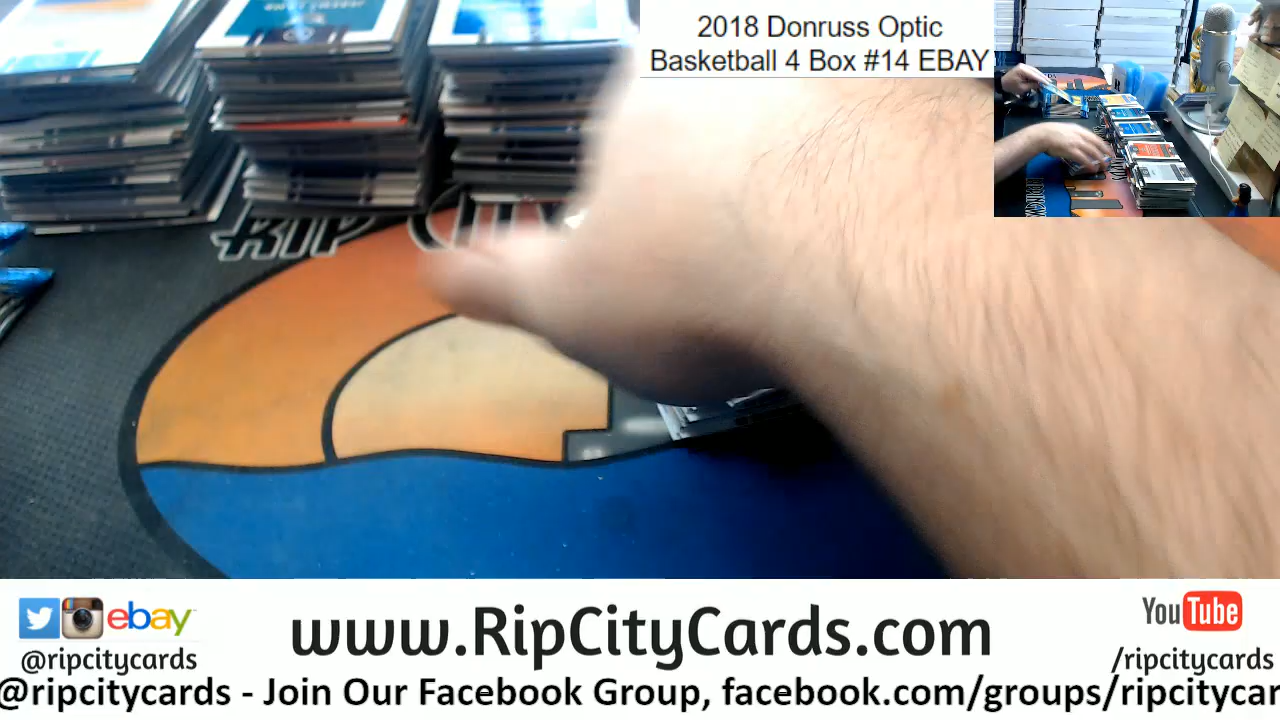 2018 Donruss Optic
Basketball 4 Box #14 EBAY
RIP
ebay
@ripcitycards
www.RipCityCards.com
YouTube
/ripcitycards
@ripcitycards - Join Our Facebook Group, facebook.com/groups/ripcitycar